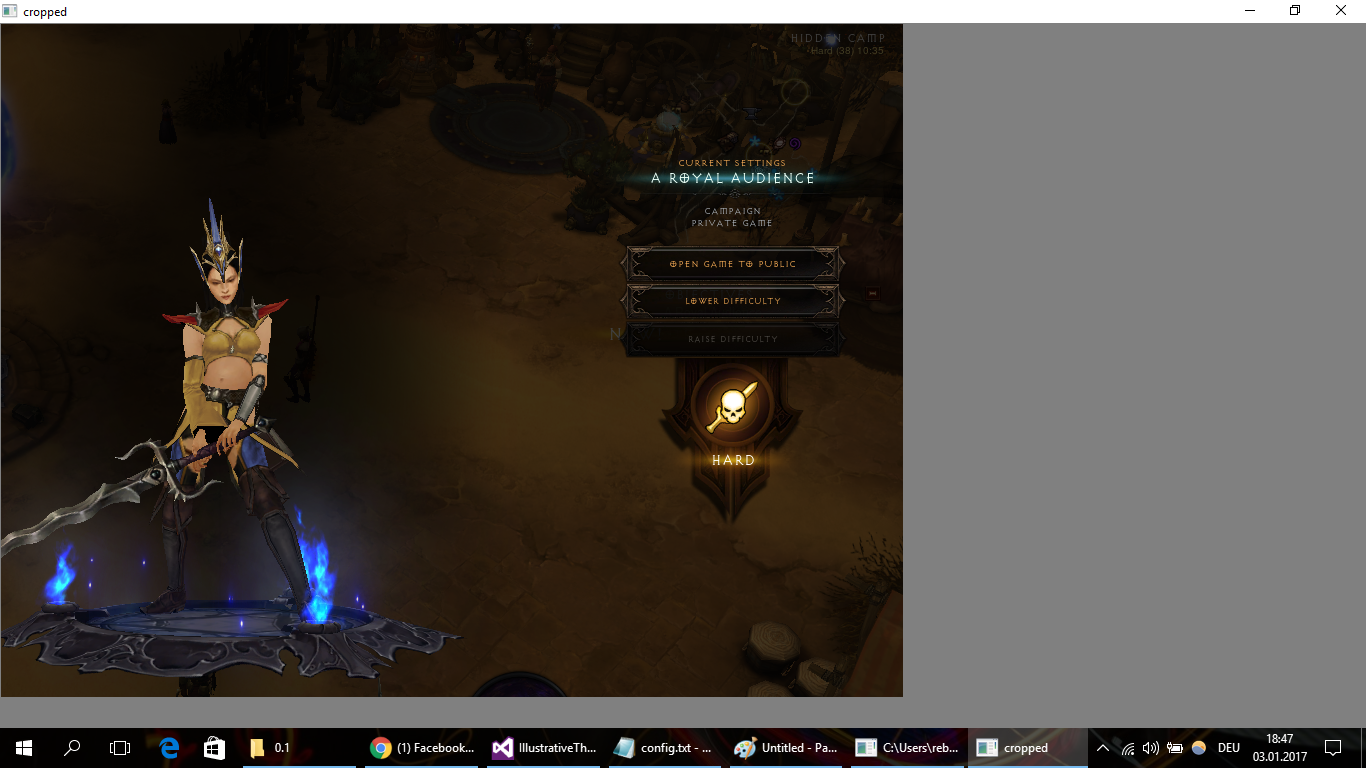 cropped
HIDDEN CAMP
Hard (38) 10:35
CURRENT SETTINGS
A ROYAL AUDIENCE
CAMPAIGN
PRIVATE GAME
OPEN GAME TO PUBLIC
LOWER DIFFICULTY
N
RAISE DIFFICULTY
HARD
0.1
(1) Facebook...
IllustrativeTh...
config.txt - ...
Untitled - Pa...
C:\Users\reb...
cropped
DEU
18:47
03.01.2017